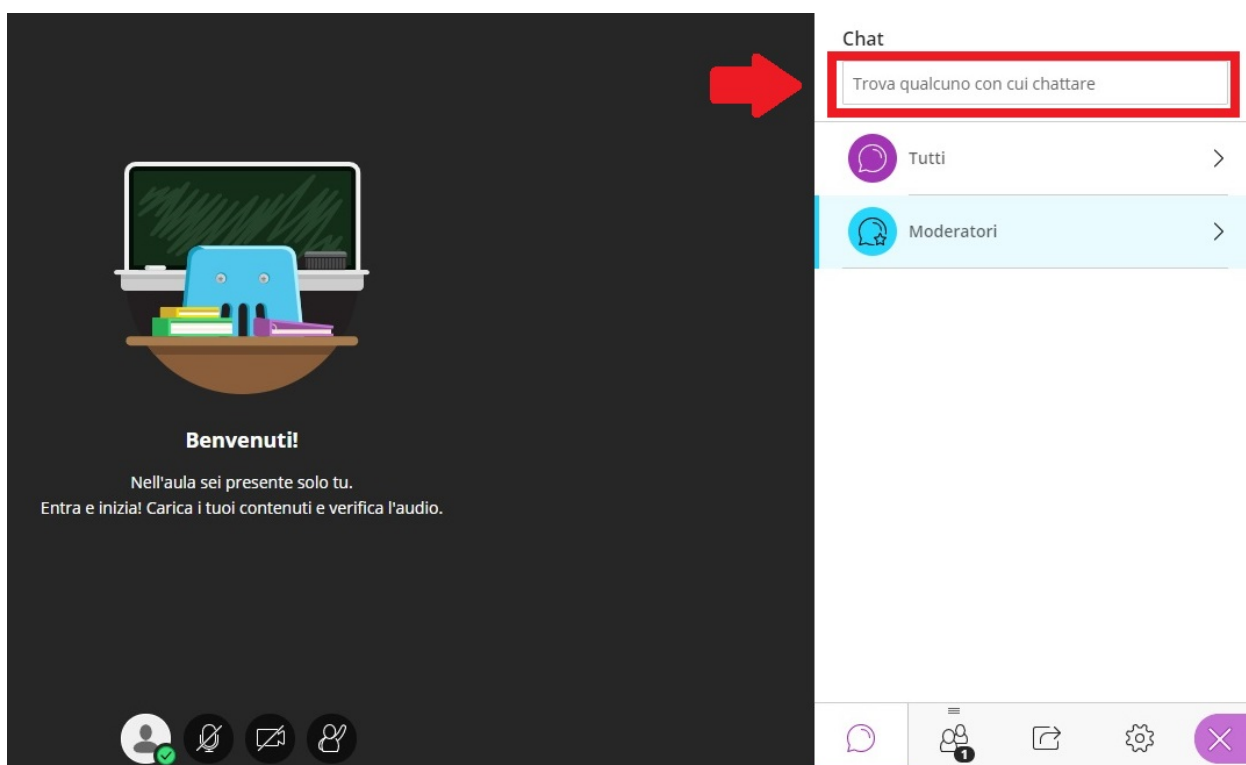 Chat
Trova qualcuno con cui chattare
Tutti
Moderatori
Benvenuti!
Nell'aula sei presente solo tu.
Entra e inizia! Carica i tuoi contenuti e verifica l'audio.
1